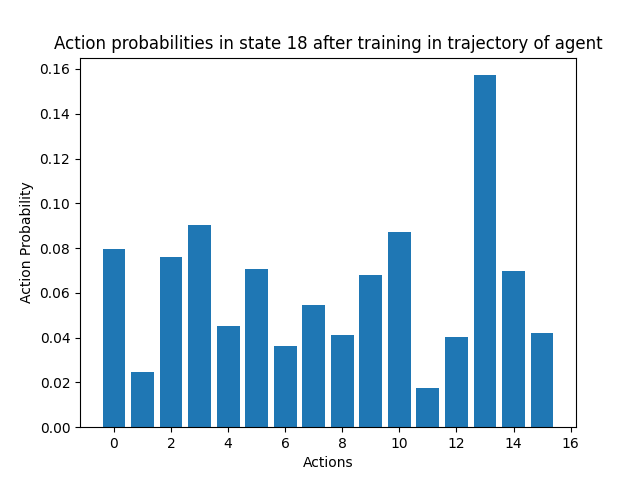 Action probabilities in state 18 after training in trajectory of agent
0.16
0.14
0.12
0.10
0.08
0.06
0.04
0.02
0.00
Action Probability
0 2 4 6 8 10 12 14 16
Actions